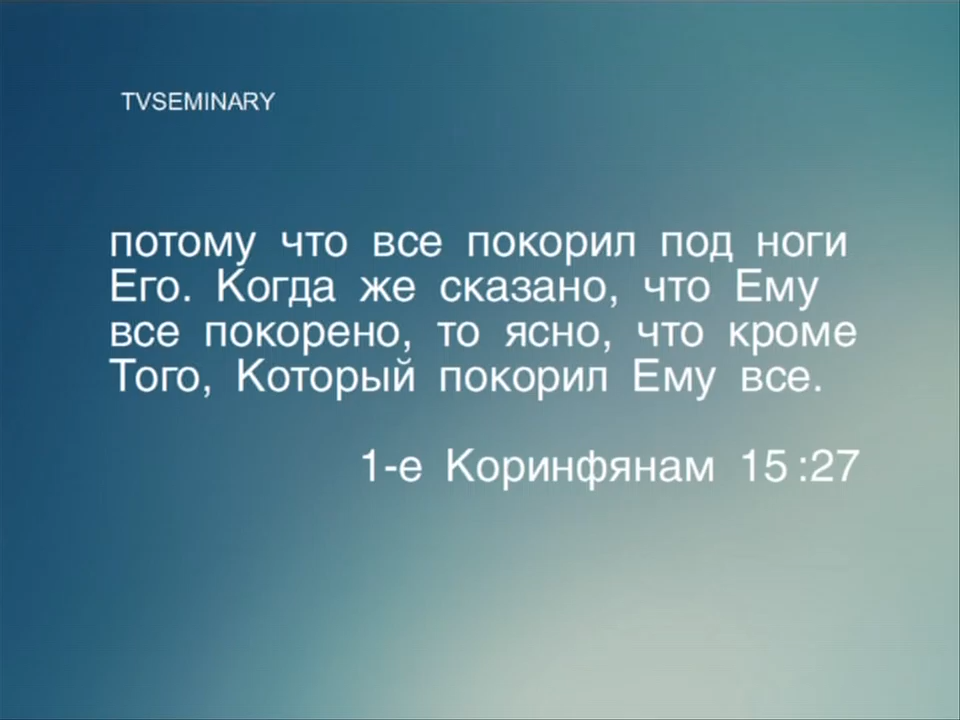 TVSEMINARY
потому что все покорил под ноги
Его. Когда же сказано, что Ему
все покорено, то ясно, что кроме
Того, Который покорил Ему все.
1-е Коринфянам 15:27